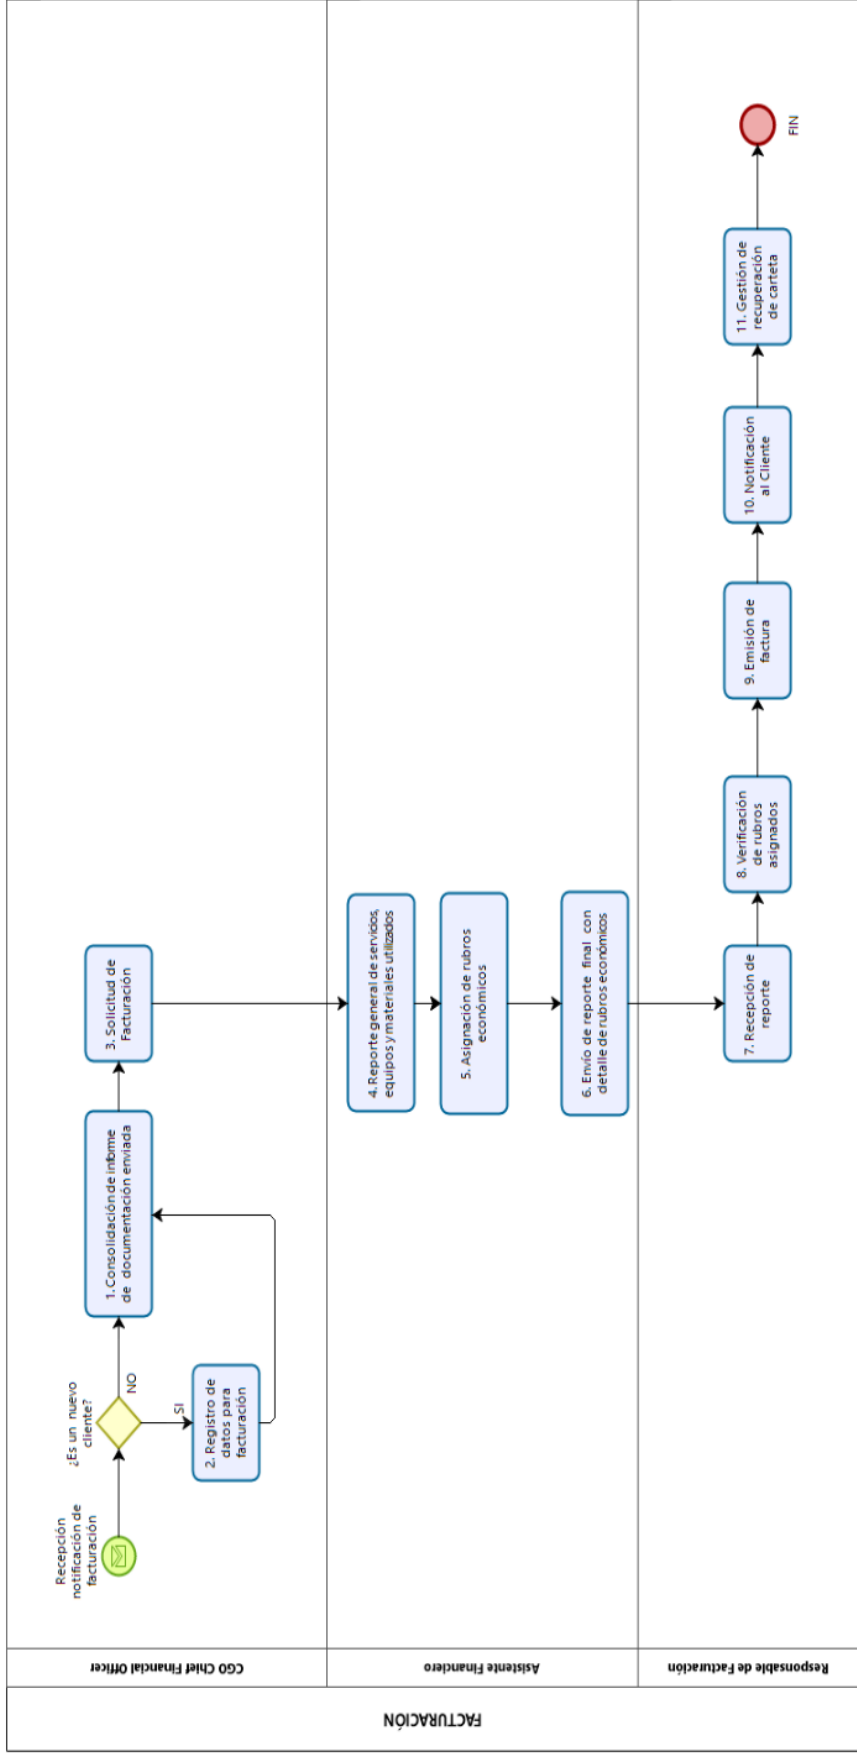 FACTURACIÓN
CGO Chief Financial Officer
Recepción
notificación de
facturación
¿Es un nuevo
cliente?
NO
SI
2. Registro de
datos para
facturación
1. Consolidación de informe
de documentación enviada
3. Solicitud de
Facturación
Asistente Financiero
4. Reporte general de servicios,
equipos y materiales utilizados
5. Asignación de rubros
económicos
6. Envío de reporte final con
detalle de rubros económicos
Responsable de Facturación
7. Recepción de
reporte
8. Verificación
de rubros
asignados
9. Emisión de
factura
10. Notificación
al Cliente
11. Gestión de
recuperación
de carteta
FIN